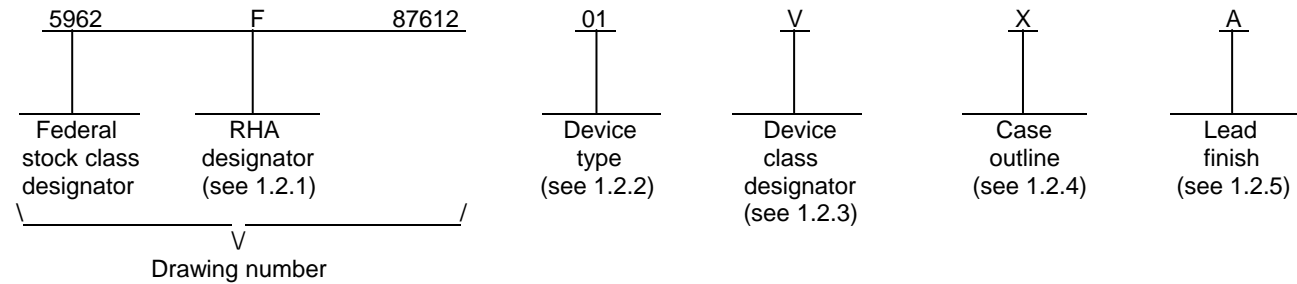 5962 F 87612 01 V X A
Federal stock class designator
RHA designator (see 1.2.1)
Device type (see 1.2.2)
Device class designator (see 1.2.3)
Case outline (see 1.2.4)
Lead finish (see 1.2.5)
Drawing number